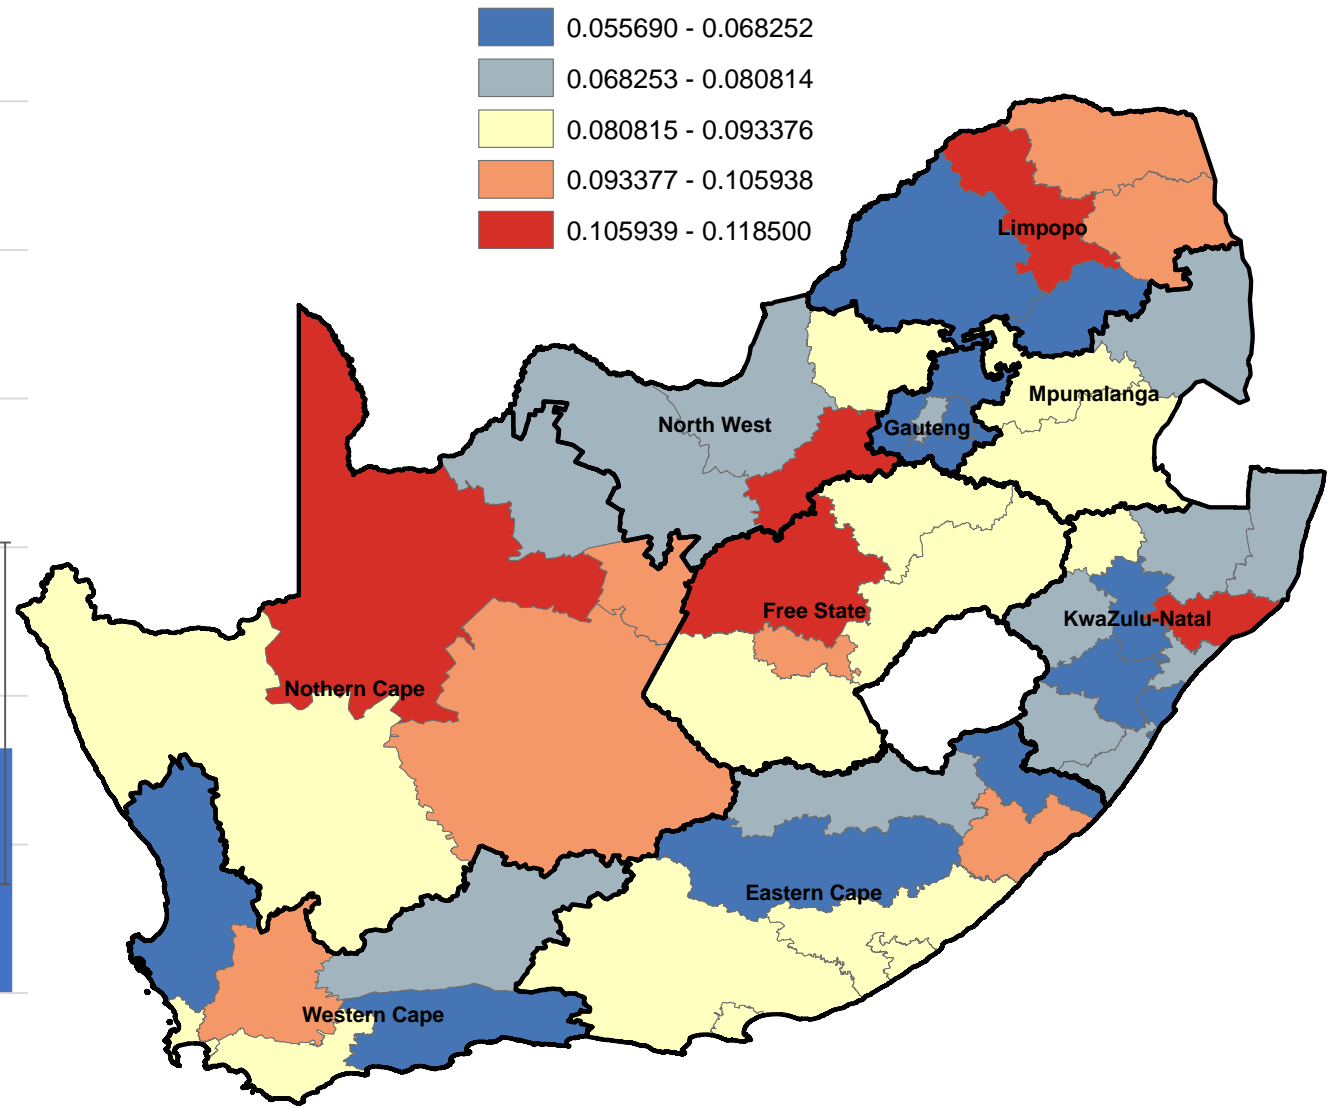 0.055690 - 0.068252
0.068253 - 0.080814
0.080815 - 0.093376
0.093377 - 0.105938
0.105939 - 0.118500
Limpopo
Mpumalanga
North West
Gauteng
Free State
KwaZulu-Natal
Nothern Cape
Eastern Cape
Western Cape